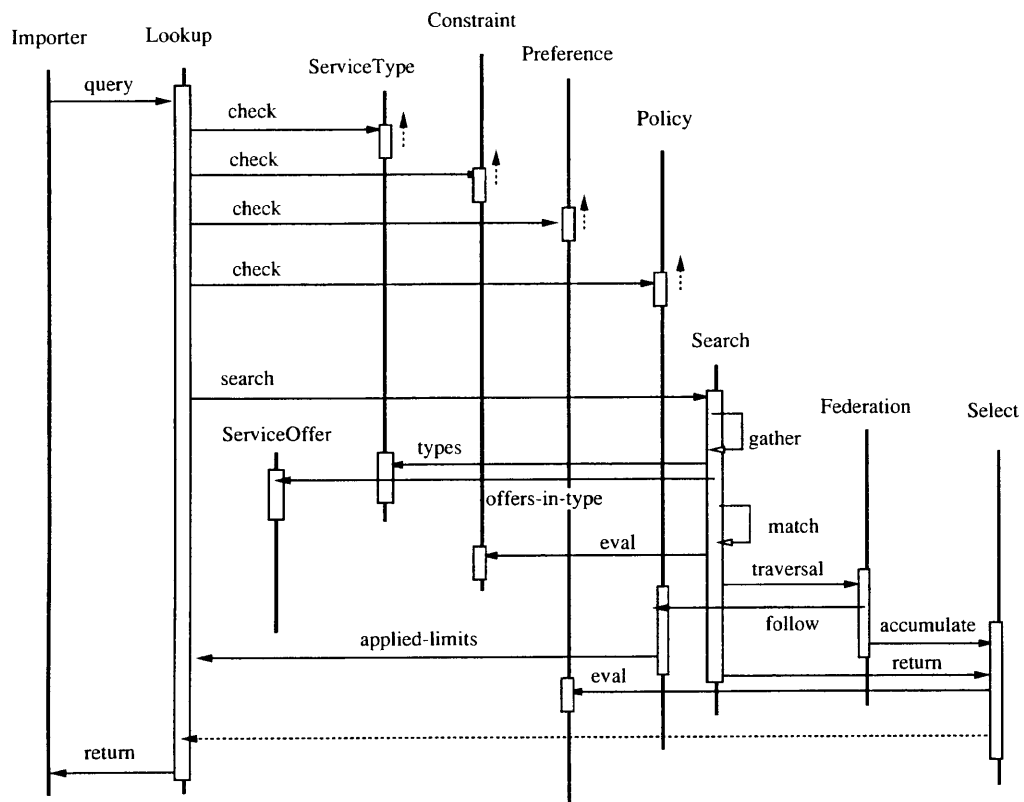 Constraint
Importer
Lookup
Preference
ServiceType
query
check
Policy
check
check
check
Search
search
Federation
Select
ServiceOffer
gather
types
offers-in-type
match
eval
traversal
follow
accumulate
applied-limits
return
eval
return